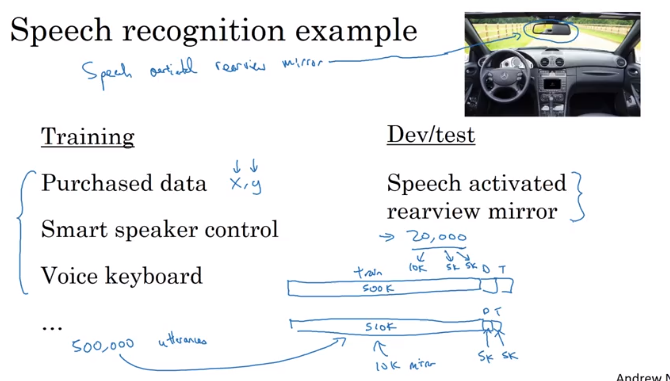 Speech recognition example
Speech activated rearview mirror
Training
Purchased data x, y
Smart speaker control
Voice keyboard
...
500,000 utterances
Dev/test
Speech activated
rearview mirror
→ 20,000
10K 5K 5K
train D T
500K
D T
510K
10K mirror
5K 5K
Andrew N